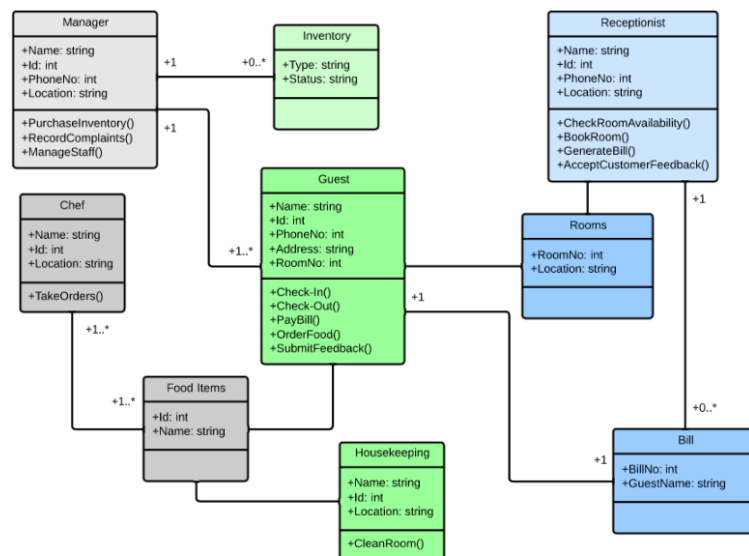 Manager
+Name: string
+Id: int
+PhoneNo: int
+Location: string
+PurchaseInventory()
+RecordComplaints()
+ManageStaff()
+1
+0..*
Inventory
+Type: string
+Status: string
Receptionist
+Name: string
+Id: int
+PhoneNo: int
+Location: string
+CheckRoomAvailability()
+BookRoom()
+GenerateBill()
+AcceptCustomerFeedback()
+1
+1..*
Guest
+Name: string
+Id: int
+PhoneNo: int
+Address: string
+RoomNo: int
+Check-In()
+Check-Out()
+PayBill()
+OrderFood()
+SubmitFeedback()
Chef
+Name: string
+Id: int
+Location: string
+TakeOrders()
+1..*
+1..*
Rooms
+RoomNo: int
+Location: string
+1
+1
+1
+0..*
Food Items
+Id: int
+Name: string
Housekeeping
+Name: string
+Id: int
+Location: string
+CleanRoom()
Bill
+BillNo: int
+GuestName: string